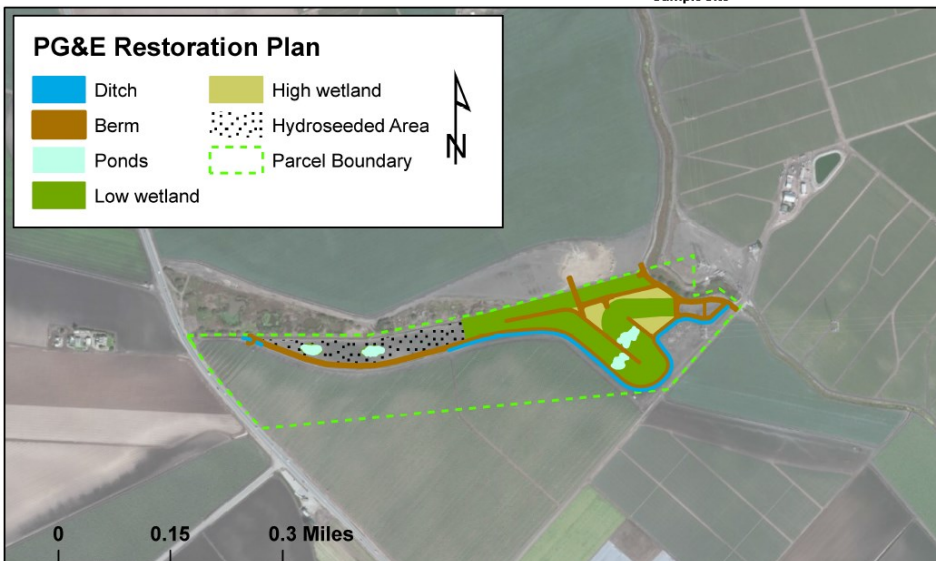 PG&E Restoration Plan
Ditch
Berm
Ponds
Low wetland
High wetland
Hydroseeded Area
Parcel Boundary
N
0 0.15 0.3 Miles